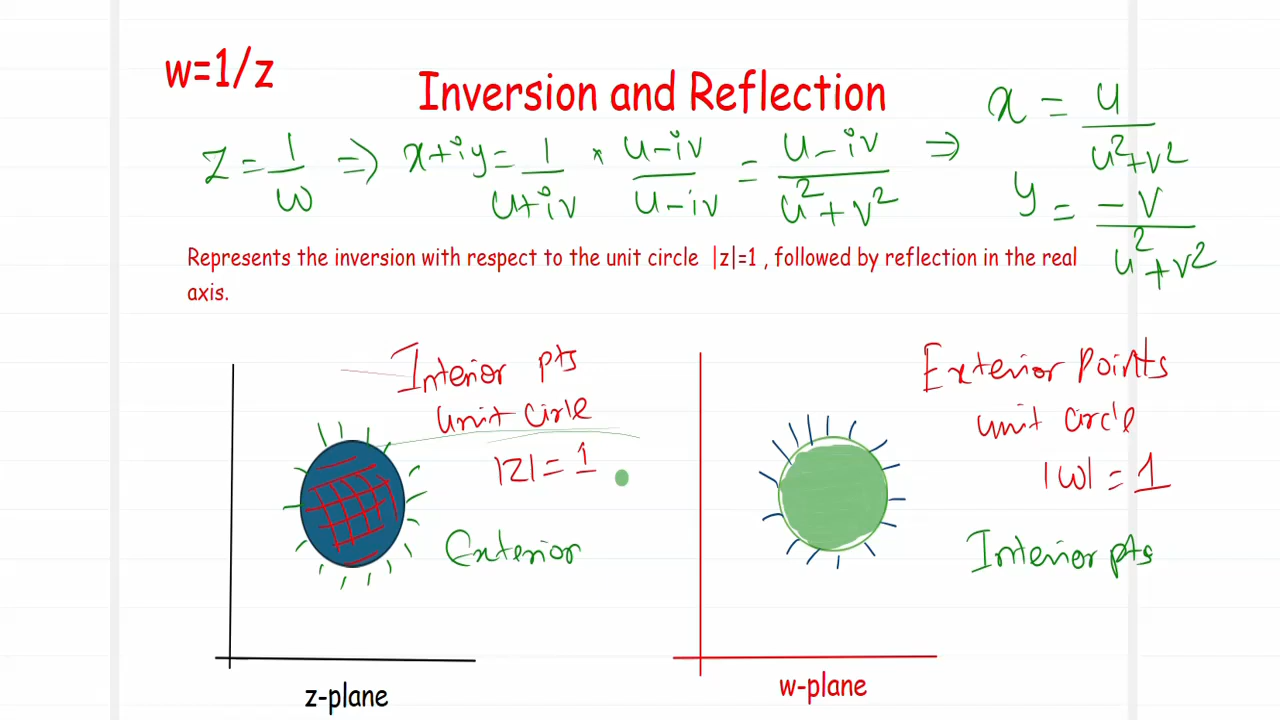 w=1/z
Inversion and Reflection
z = 1/w => x+iy = 1/(u+iv) × (u-iv)/(u-iv) = (u-iv)/(u²+v²) => x = u/(u²+v²)
y = -v/(u²+v²)
Represents the inversion with respect to the unit circle |z|=1 , followed by reflection in the real
axis.
Interior pts
unit cirle
|z| = 1
Exterior
z-plane
Exterior Points
unit circle
|w| = 1
Interior pts
w-plane